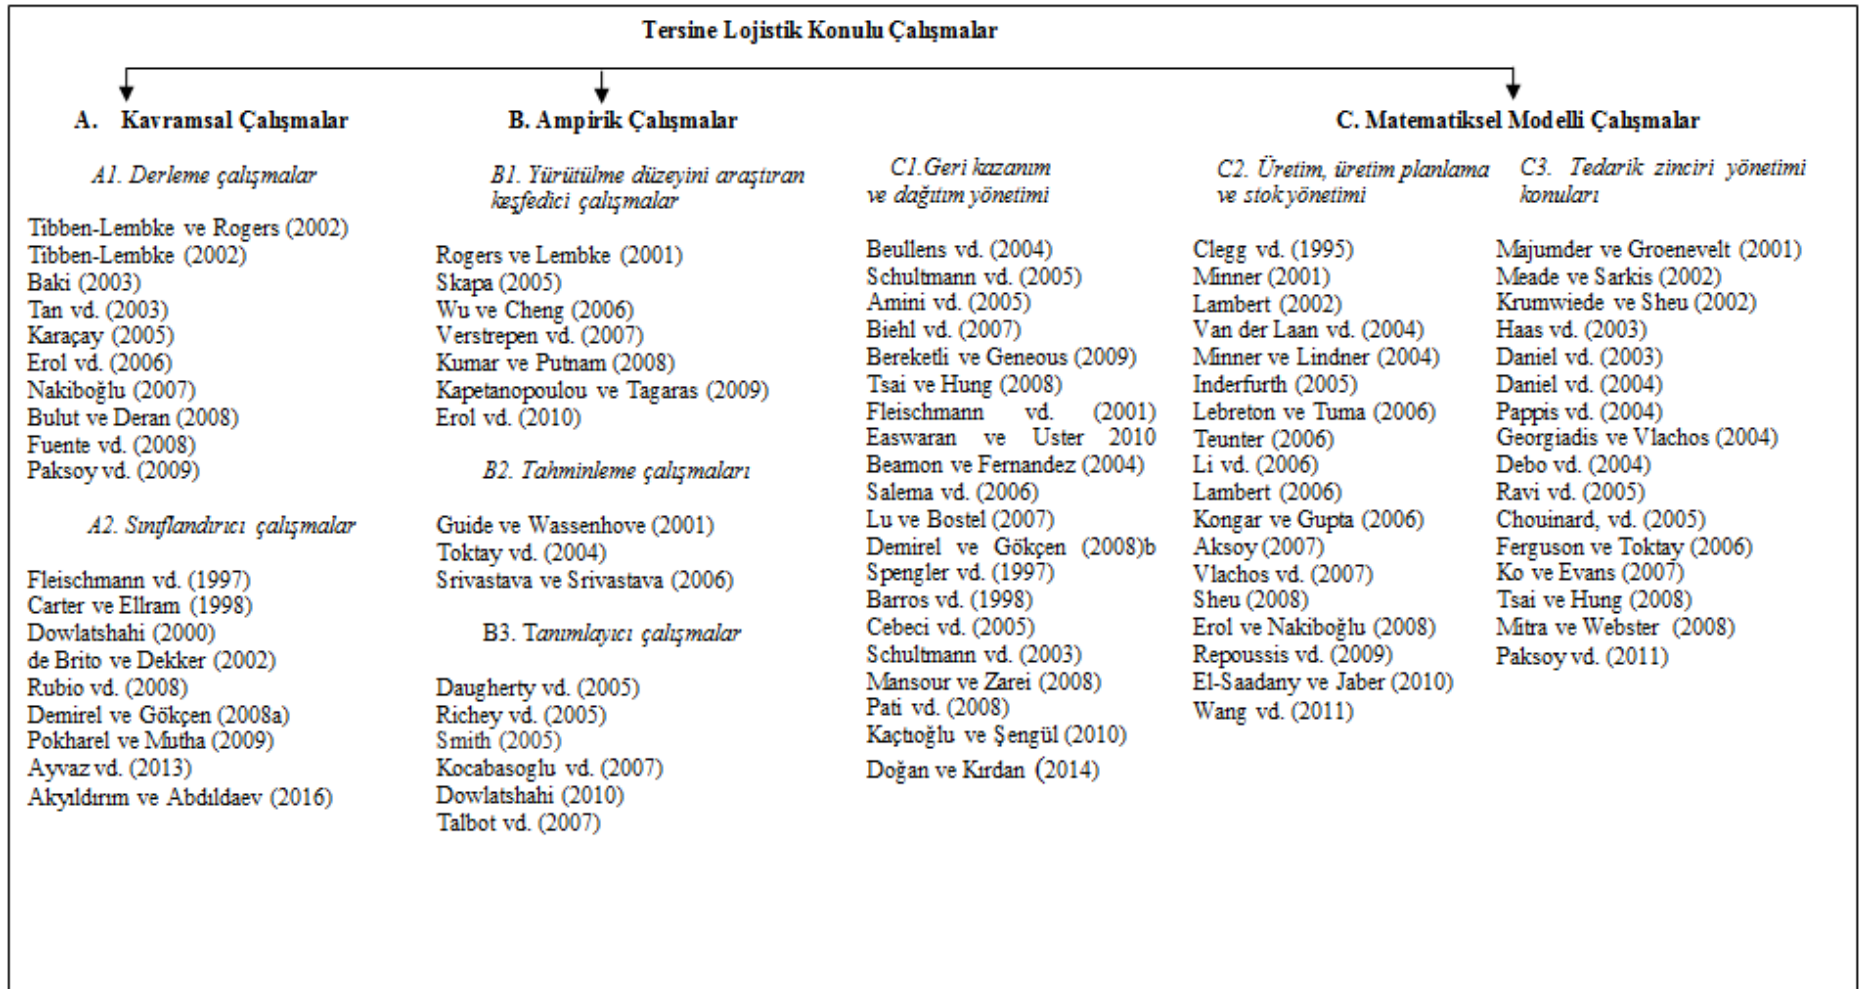 Tersine Lojistik Konulu Çalışmalar
A. Kavramsal Çalışmalar
A1. Derleme çalışmalar
Tibben-Lembke ve Rogers (2002)
Tibben-Lembke (2002)
Baki (2003)
Tan vd. (2003)
Karaçay (2005)
Erol vd. (2006)
Nakiboğlu (2007)
Bulut ve Deran (2008)
Fuente vd. (2008)
Paksoy vd. (2009)
A2. Sınıflandırıcı çalışmalar
Fleischmann vd. (1997)
Carter ve Ellram (1998)
Dowlatshahi (2000)
de Brito ve Dekker (2002)
Rubio vd. (2008)
Demirel ve Gökçen (2008a)
Pokharel ve Mutha (2009)
Ayvaz vd. (2013)
Akyıldırım ve Abdıldaev (2016)
B. Ampirik Çalışmalar
B1. Yürütülme düzeyini araştıran
keşfedici çalışmalar
Rogers ve Lembke (2001)
Skapa (2005)
Wu ve Cheng (2006)
Verstrepen vd. (2007)
Kumar ve Putnam (2008)
Kapetanopoulou ve Tagaras (2009)
Erol vd. (2010)
B2. Tahminleme çalışmaları
Guide ve Wassenhove (2001)
Toktay vd. (2004)
Srivastava ve Srivastava (2006)
B3. Tanımlayıcı çalışmalar
Daugherty vd. (2005)
Richey vd. (2005)
Smith (2005)
Kocabasoglu vd. (2007)
Dowlatshahi (2010)
Talbot vd. (2007)
C. Matematiksel Modelli Çalışmalar
C1.Geri kazanım
ve dağıtım yönetimi
Beullens vd. (2004)
Schultmann vd. (2005)
Amini vd. (2005)
Biehl vd. (2007)
Bereketli ve Geneous (2009)
Tsai ve Hung (2008)
Fleischmann vd. (2001)
Easwaran ve Uster 2010
Beamon ve Fernandez (2004)
Salema vd. (2006)
Lu ve Bostel (2007)
Demirel ve Gökçen (2008)b
Spengler vd. (1997)
Barros vd. (1998)
Cebeci vd. (2005)
Schultmann vd. (2003)
Mansour ve Zarei (2008)
Pati vd. (2008)
Kaçtıoğlu ve Şengül (2010)
Doğan ve Kırdan (2014)
C2. Üretim, üretim planlama
ve stok yönetimi
Clegg vd. (1995)
Minner (2001)
Lambert (2002)
Van der Laan vd. (2004)
Minner ve Lindner (2004)
Inderfurth (2005)
Lebreton ve Tuma (2006)
Teunter (2006)
Li vd. (2006)
Lambert (2006)
Kongar ve Gupta (2006)
Aksoy (2007)
Vlachos vd. (2007)
Sheu (2008)
Erol ve Nakiboğlu (2008)
Repoussis vd. (2009)
El-Saadany ve Jaber (2010)
Wang vd. (2011)
C3. Tedarik zinciri yönetimi
konuları
Majumder ve Groenevelt (2001)
Meade ve Sarkis (2002)
Krumwiede ve Sheu (2002)
Haas vd. (2003)
Daniel vd. (2003)
Daniel vd. (2004)
Pappis vd. (2004)
Georgiadis ve Vlachos (2004)
Debo vd. (2004)
Ravi vd. (2005)
Chouinard, vd. (2005)
Ferguson ve Toktay (2006)
Ko ve Evans (2007)
Tsai ve Hung (2008)
Mitra ve Webster (2008)
Paksoy vd. (2011)